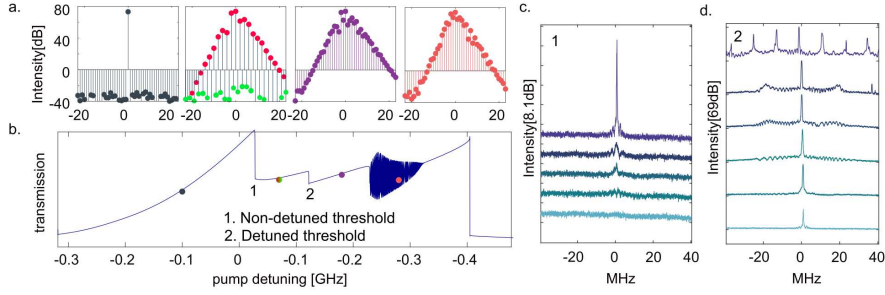 a.
Intensity[dB]
80
40
0
-40
-20 0 20
-20 0 20
-20 0 20
-20 0 20
b.
transmission
1
2
1. Non-detuned threshold
2. Detuned threshold
-0.3 -0.2 -0.1 0 -0.1 -0.2 -0.3 -0.4
pump detuning [GHz]
c.
1
Intensity[8.1dB]
-20 0 20 40
MHz
d.
2
Intensity[69dB]
-20 0 20 40
MHz